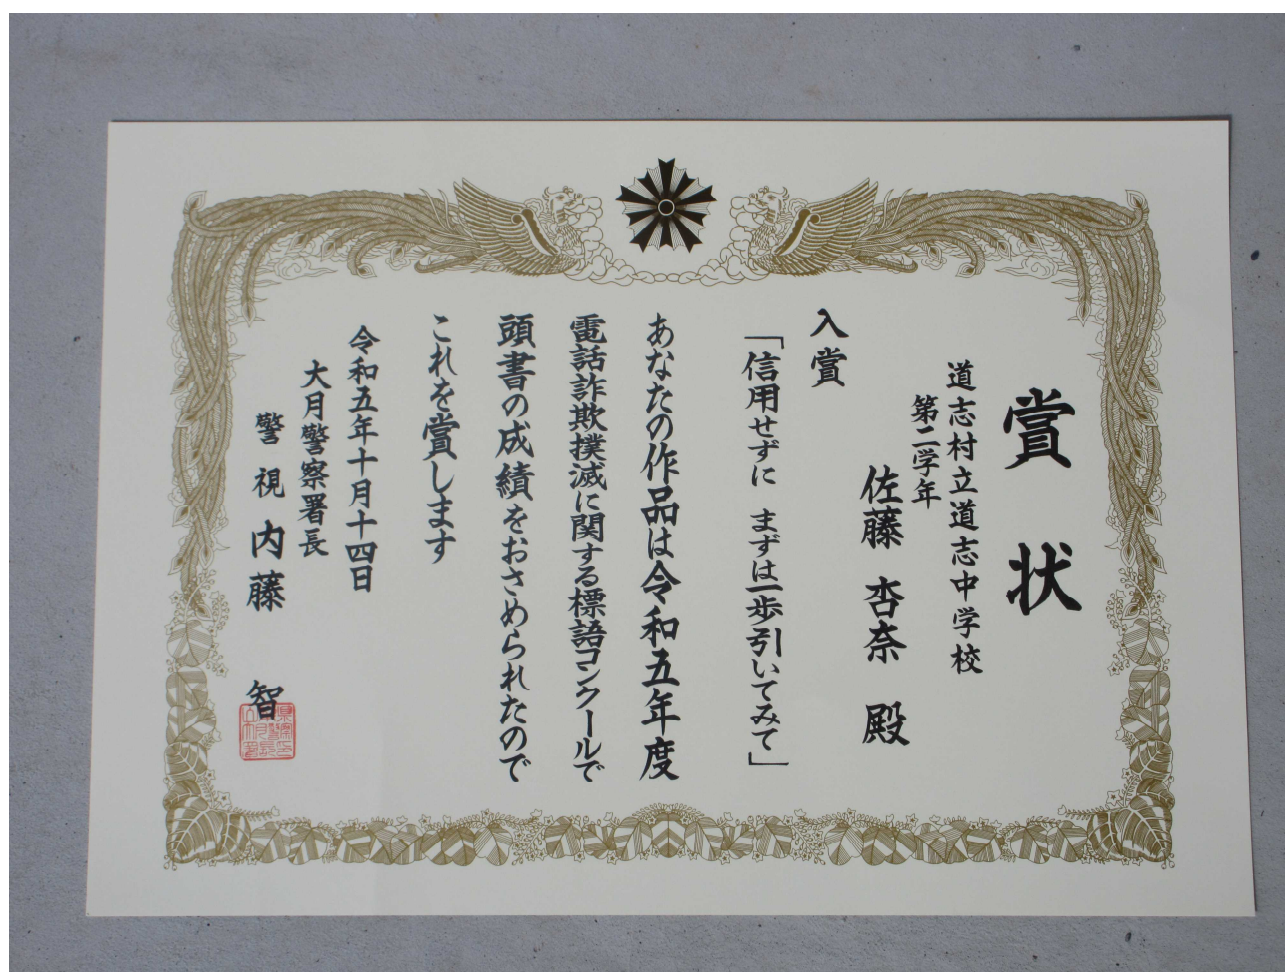 賞状
道志村立道志中学校
第二学年
佐藤 杏奈 殿
入賞
「信用せずに まずは一歩引いてみて」
あなたの作品は令和五年度
電話詐欺撲滅に関する標語コンクールで
頭書の成績をおさめられたので
これを賞します
令和五年十月十四日
大月警察署長
警視 内藤 智